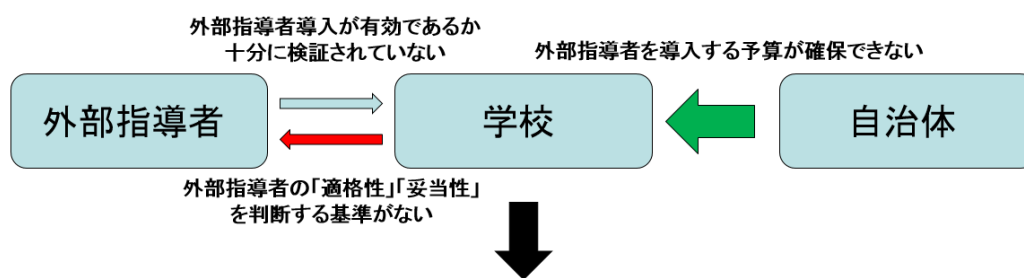 外部指導者導入が有効であるか
十分に検証されていない
外部指導者を導入する予算が確保できない
外部指導者
学校
自治体
外部指導者の「適格性」「妥当性」
を判断する基準がない